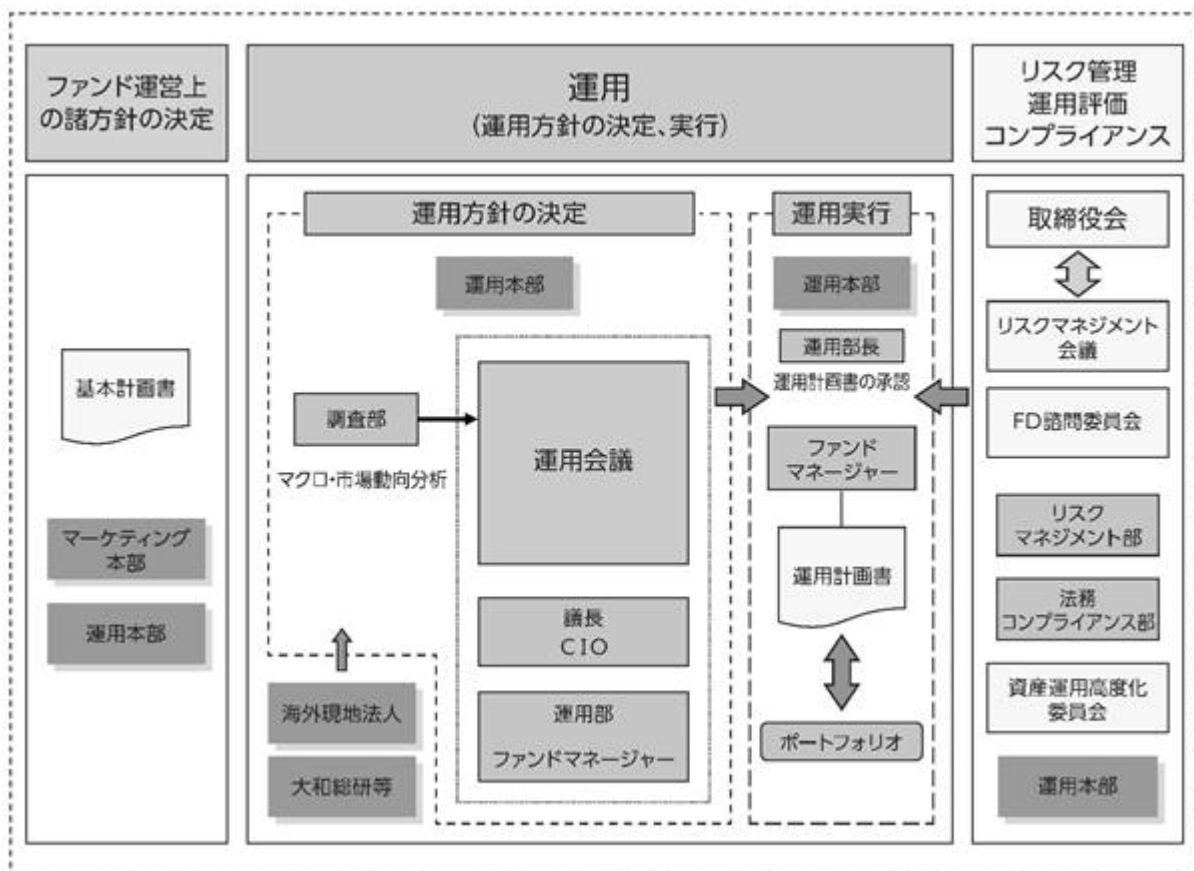 ファンド運営上
の諸方針の決定
運用
(運用方針の決定、実行)
リスク管理
運用評価
コンプライアンス
基本計画書
マーケティング
本部
運用本部
運用方針の決定
運用本部
調査部
マクロ・市場動向分析
運用会議
議長
CIO
運用部
ファンドマネージャー
海外現地法人
大和総研等
運用実行
運用本部
運用部長
運用計画書の承認
ファンド
マネージャー
運用計画書
ポートフォリオ
取締役会
リスクマネジメント
会議
FD諮問委員会
リスク
マネジメント部
法務
コンプライアンス部
資産運用高度化
委員会
運用本部